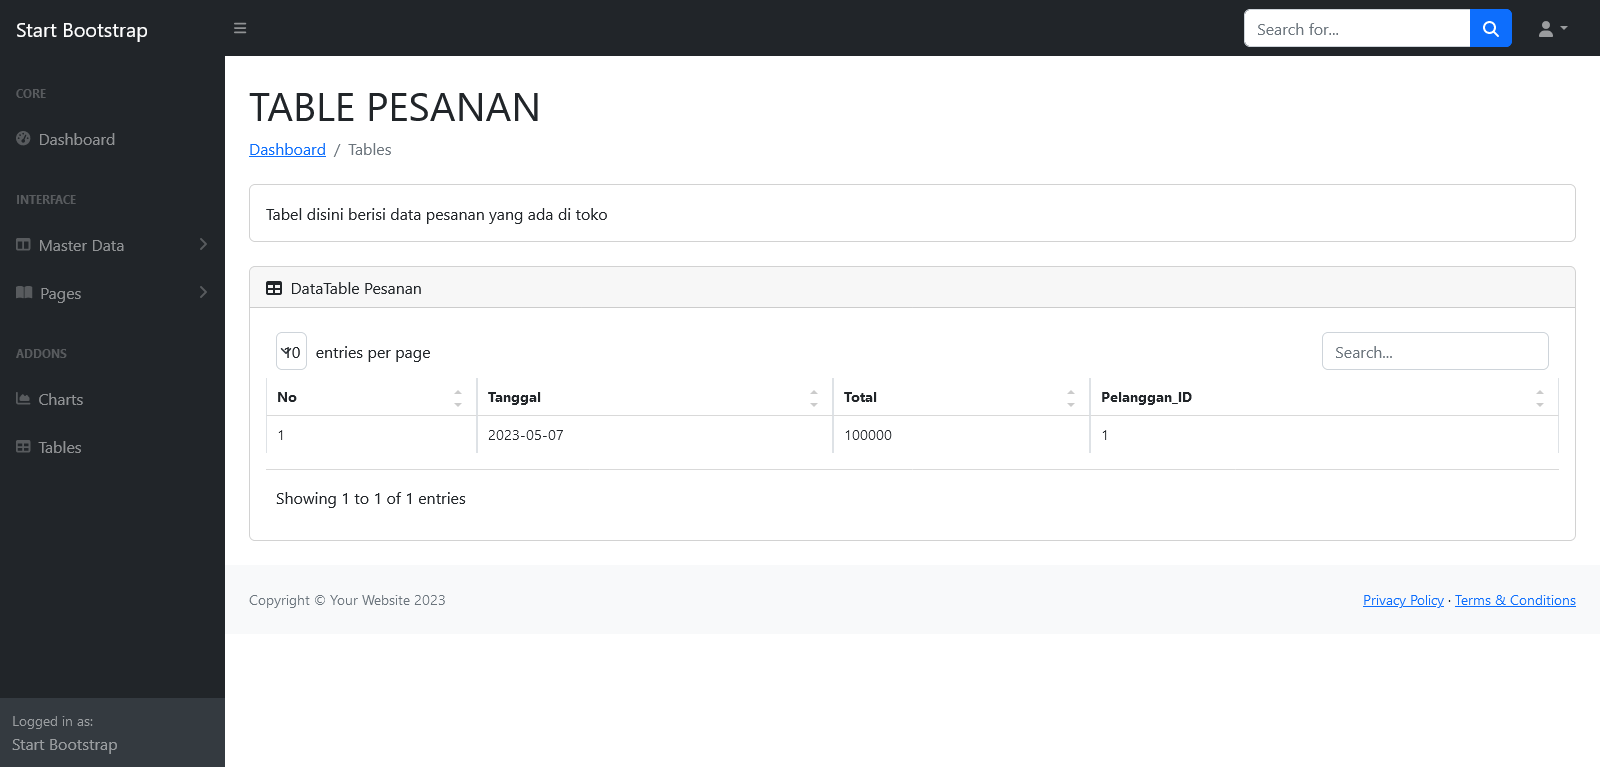 Start Bootstrap
Search for...
CORE
Dashboard
INTERFACE
Master Data
Pages
ADDONS
Charts
Tables
Logged in as:
Start Bootstrap
TABLE PESANAN
Dashboard / Tables
Tabel disini berisi data pesanan yang ada di toko
DataTable Pesanan
10 entries per page
Search...
No Tanggal Total Pelanggan_ID
1 2023-05-07 100000 1
Showing 1 to 1 of 1 entries
Copyright © Your Website 2023
Privacy Policy · Terms & Conditions